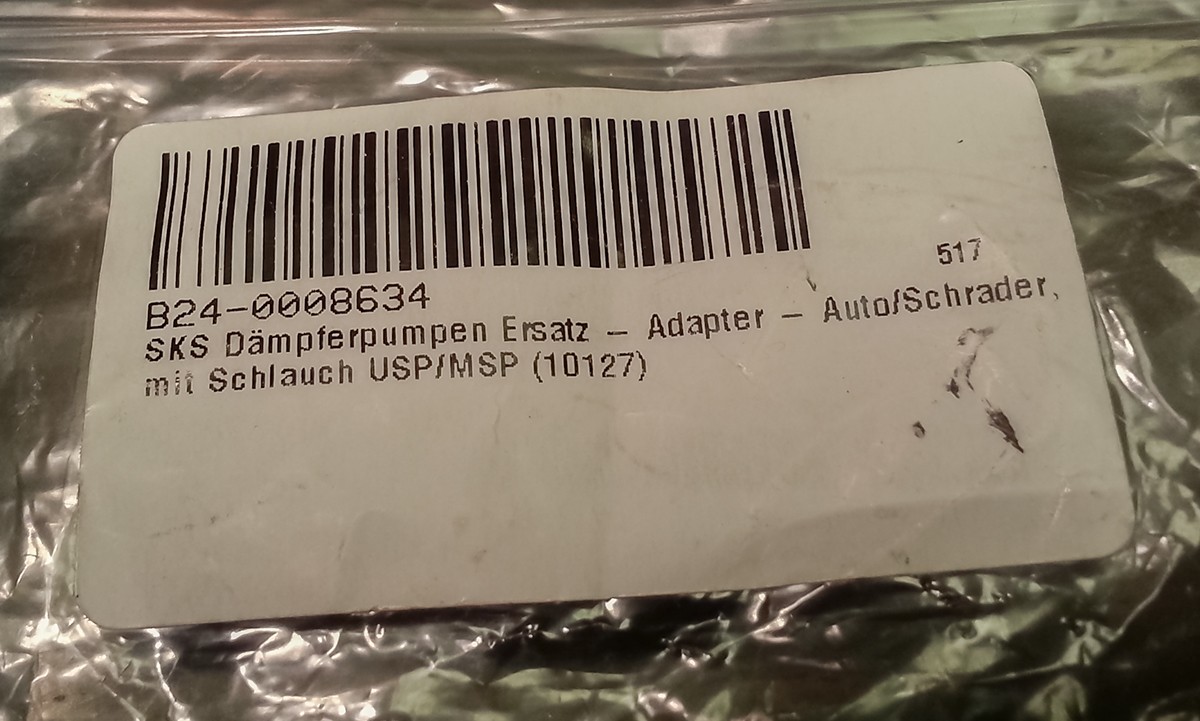 B24-0008634
517
SKS Dämpferpumpen Ersatz – Adapter – Auto/Schrader,
mit Schlauch USP/MSP (10127)